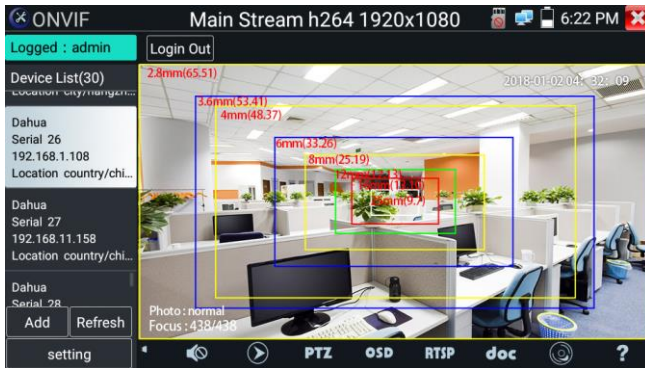 ONVIF
Main Stream h264 1920x1080
6:22 PM
Logged : admin
Login Out
Device List(30)
Dahua
Serial 26
192.168.1.108
Location country/chi...
Dahua
Serial 27
192.168.11.158
Location country/chi...
Dahua
Serial 28
Add
Refresh
setting
2.8mm(65.51)
2018-01-02 04: 32: 09
3.6mm(53.41)
4mm(48.37)
6mm(33.26)
8mm(25.19)
Photo : normal
Focus : 438/438
PTZ
OSD
RTSP
doc
?